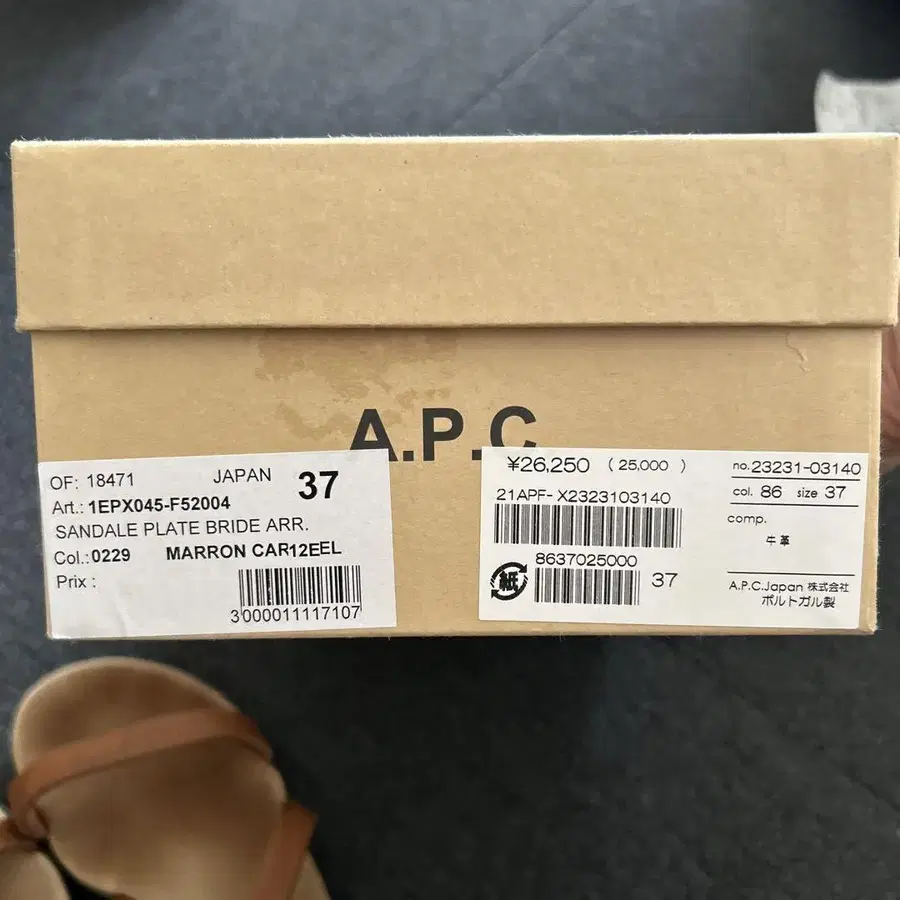 A.P.C
OF: 18471 JAPAN 37
Art.: 1EPX045-F52004
SANDALE PLATE BRIDE ARR.
Col.: 0229 MARRON CAR12EEL
Prix :
3000011117107
¥26,250 ( 25,000 )
21APF- X2323103140
8637025000
紙
37
no. 23231-03140
col. 86 size 37
comp.
牛革
A.P.C.Japan 株式会社
ポルトガル製